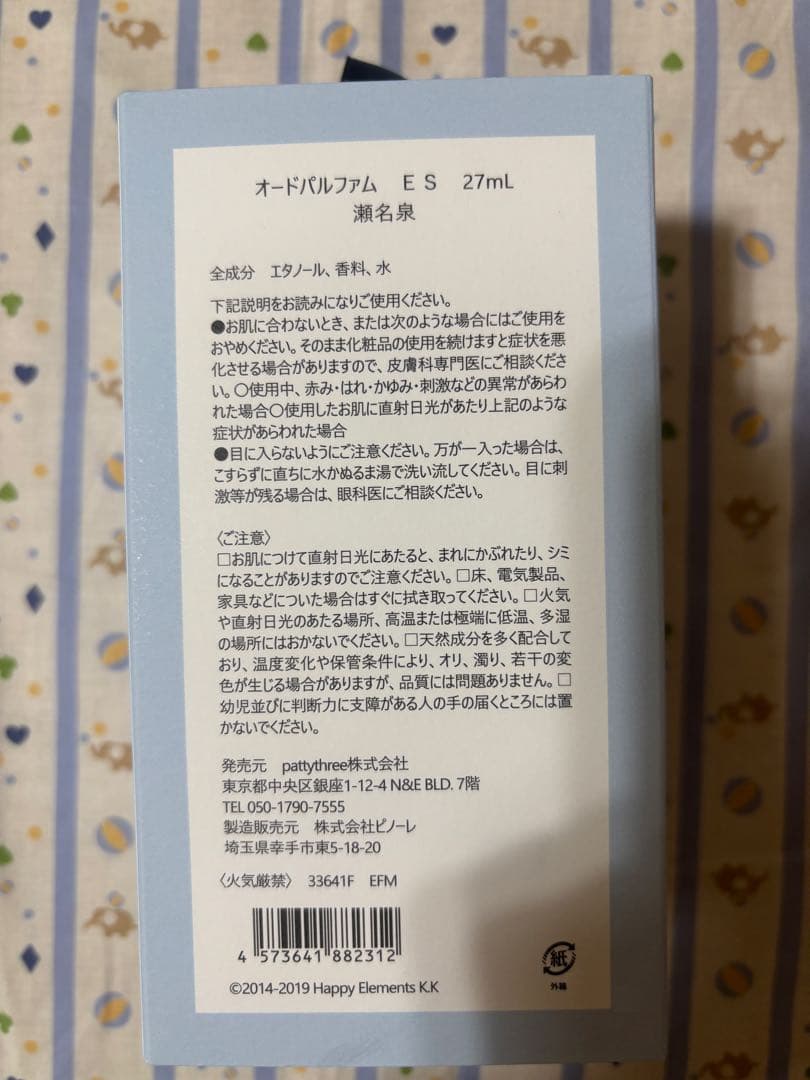 オードパルファム　ＥＳ　27mL
瀬名泉
全成分　エタノール、香料、水
下記説明をお読みになりご使用ください。
●お肌に合わないとき、または次のような場合にはご使用を
おやめください。そのまま化粧品の使用を続けますと症状を悪
化させる場合がありますので、皮膚科専門医にご相談くださ
い。〇使用中、赤み・はれ・かゆみ・刺激などの異常があらわ
れた場合〇使用したお肌に直射日光があたり上記のような
症状があらわれた場合
●目に入らないようにご注意ください。万が一入った場合は、
こすらずに直ちに水かぬるま湯で洗い流してください。目に刺
激等が残る場合は、眼科医にご相談ください。
〈ご注意〉
□お肌につけて直射日光にあたると、まれにかぶれたり、シミ
になることがありますのでご注意ください。□床、電気製品、
家具などについた場合はすぐに拭き取ってください。□火気
や直射日光のあたる場所、高温または極端に低温、多湿
の場所にはおかないでください。□天然成分を多く配合して
おり、温度変化や保管条件により、オリ、濁り、若干の変
色が生じる場合がありますが、品質には問題ありません。□
幼児並びに判断力に支障がある人の手の届くところには置
かないでください。
発売元　pattythree株式会社
東京都中央区銀座1-12-4 N&E BLD. 7階
TEL 050-1790-7555
製造販売元　株式会社ピノーレ
埼玉県幸手市東5-18-20
〈火気厳禁〉　33641F　EFM
4 573641 882312
紙
外箱
©2014-2019 Happy Elements K.K